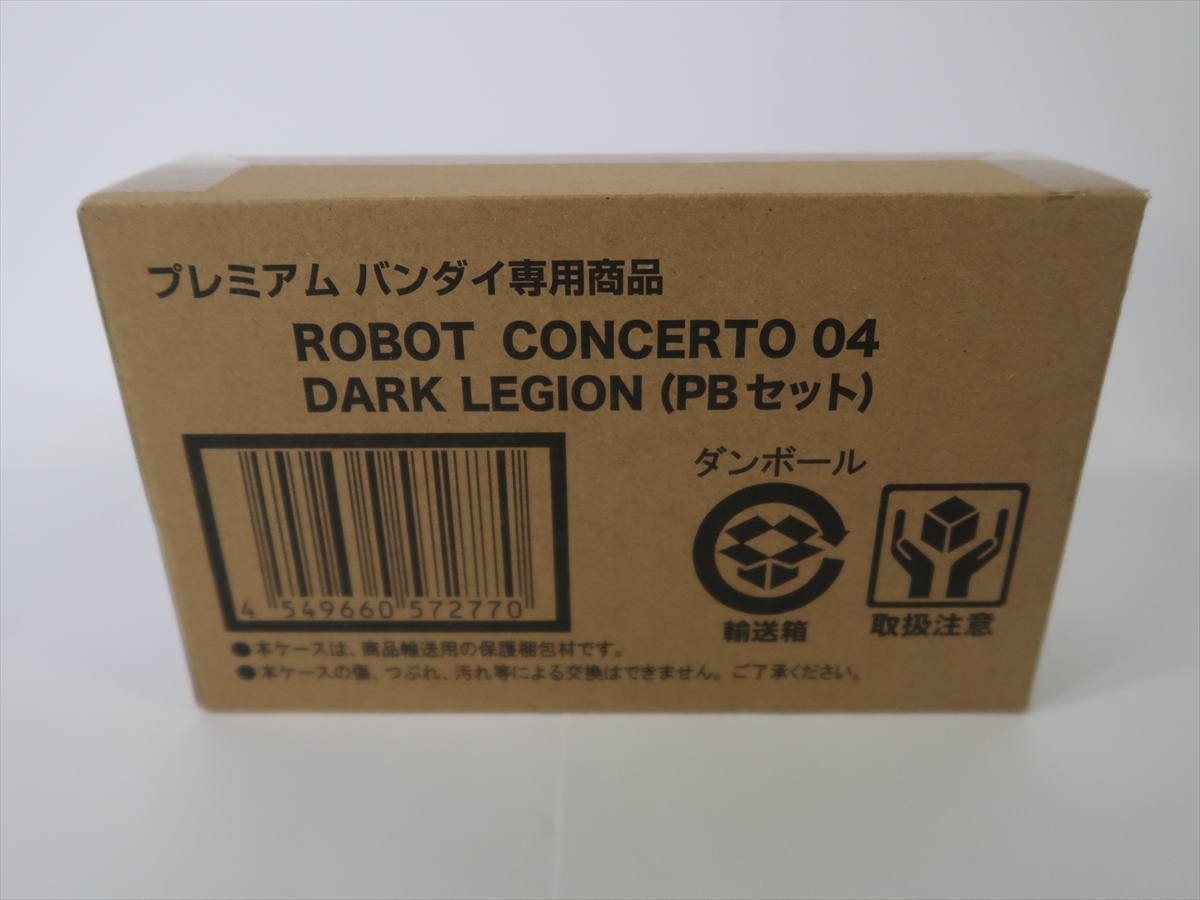 プレミアム バンダイ専用商品
ROBOT CONCERTO 04
DARK LEGION (PBセット)
ダンボール
4 549660 572770
輸送箱
取扱注意
●本ケースは、商品輸送用の保護梱包材です。
●本ケースの傷、つぶれ、汚れ等による交換はできません。ご了承ください。